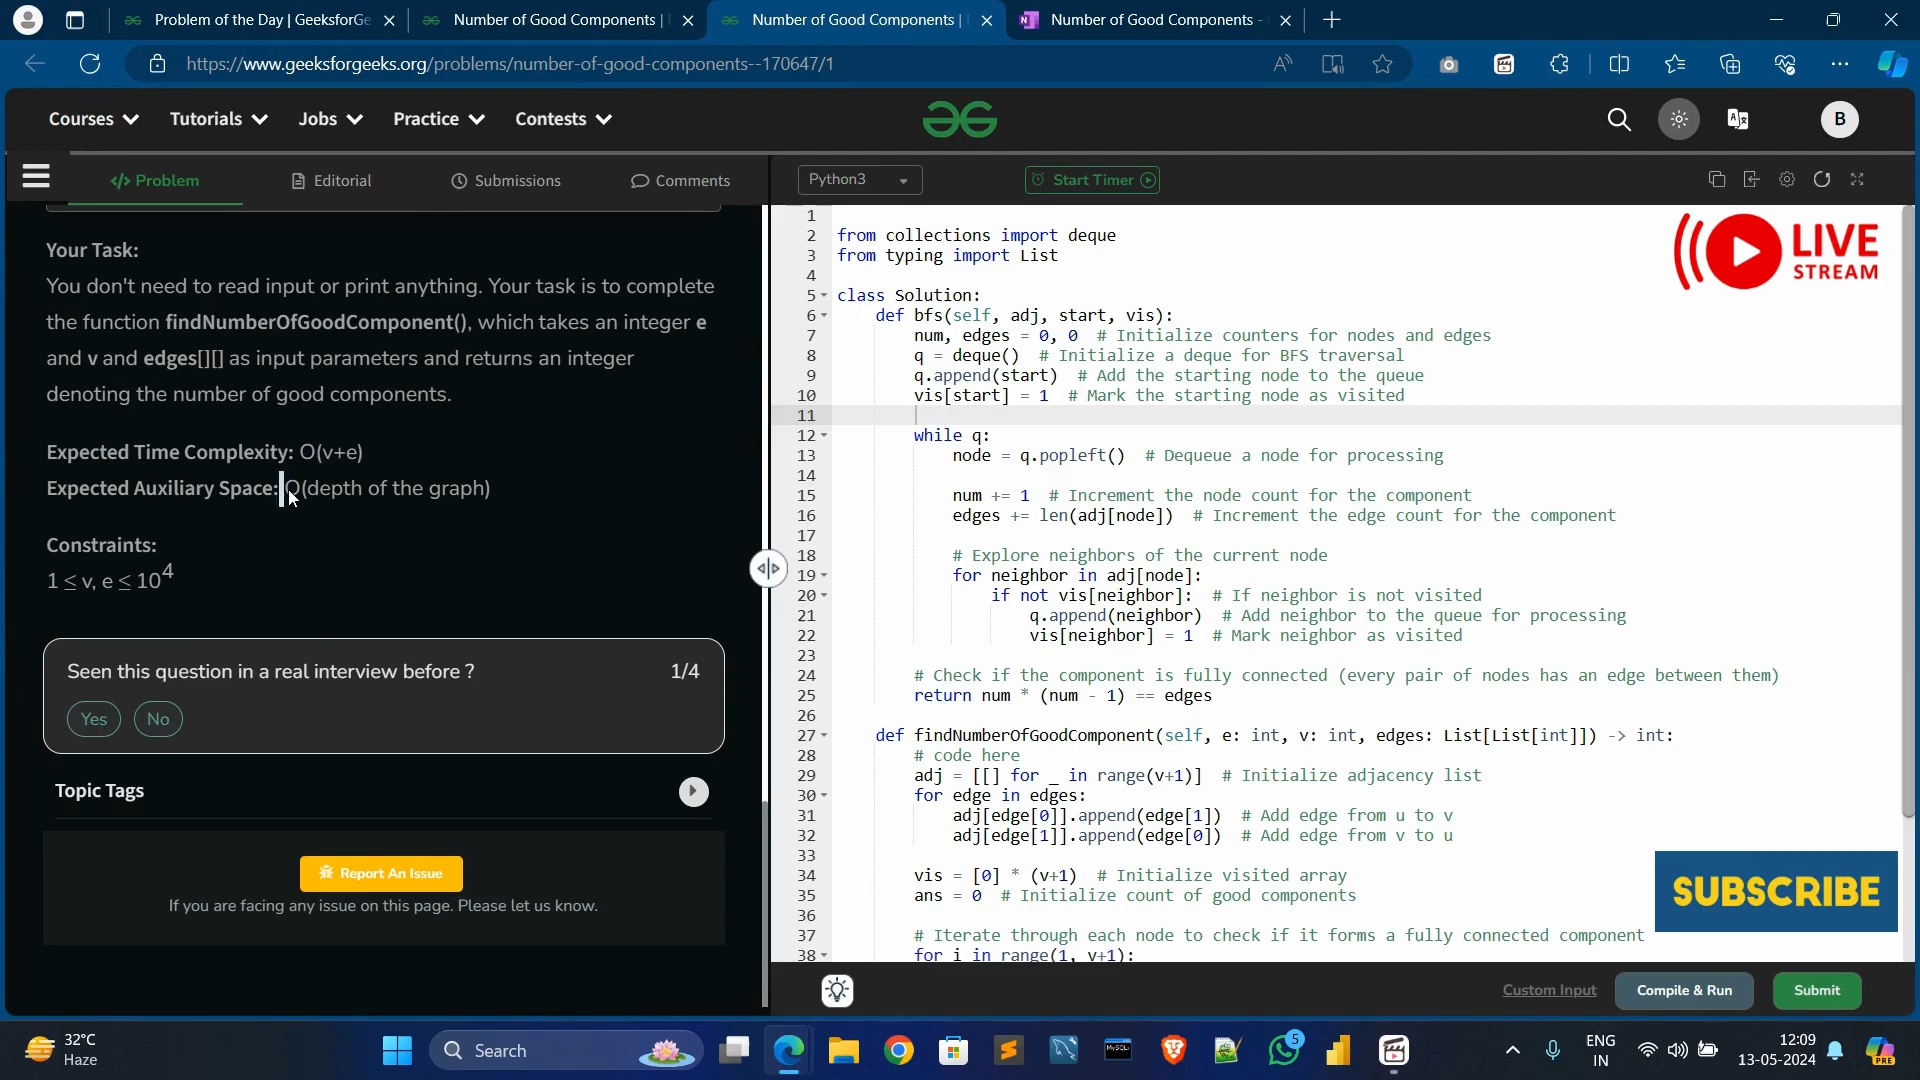 Problem of the Day | GeeksforGe
Number of Good Components |
Number of Good Components |
Number of Good Components -
https://www.geeksforgeeks.org/problems/number-of-good-components--170647/1
Courses
Tutorials
Jobs
Practice
Contests
B
Problem
Editorial
Submissions
Comments
Python3
Start Timer
Your Task:
You don't need to read input or print anything. Your task is to complete
the function findNumberOfGoodComponent(), which takes an integer e
and v and edges[][] as input parameters and returns an integer
denoting the number of good components.
Expected Time Complexity: O(v+e)
Expected Auxiliary Space: O(depth of the graph)
Constraints:
1 ≤ v, e ≤ 10^4
Seen this question in a real interview before ?
1/4
Yes
No
Topic Tags
Report An Issue
If you are facing any issue on this page. Please let us know.
1
2 from collections import deque
3 from typing import List
4
5 class Solution:
6 def bfs(self, adj, start, vis):
7 num, edges = 0, 0 # Initialize counters for nodes and edges
8 q = deque() # Initialize a deque for BFS traversal
9 q.append(start) # Add the starting node to the queue
10 vis[start] = 1 # Mark the starting node as visited
11
12 while q:
13 node = q.popleft() # Dequeue a node for processing
14
15 num += 1 # Increment the node count for the component
16 edges += len(adj[node]) # Increment the edge count for the component
17
18 # Explore neighbors of the current node
19 for neighbor in adj[node]:
20 if not vis[neighbor]: # If neighbor is not visited
21 q.append(neighbor) # Add neighbor to the queue for processing
22 vis[neighbor] = 1 # Mark neighbor as visited
23
24 # Check if the component is fully connected (every pair of nodes has an edge between them)
25 return num * (num - 1) == edges
26
27 def findNumberOfGoodComponent(self, e: int, v: int, edges: List[List[int]]) -> int:
28 # code here
29 adj = [[] for _ in range(v+1)] # Initialize adjacency list
30 for edge in edges:
31 adj[edge[0]].append(edge[1]) # Add edge from u to v
32 adj[edge[1]].append(edge[0]) # Add edge from v to u
33
34 vis = [0] * (v+1) # Initialize visited array
35 ans = 0 # Initialize count of good components
36
37 # Iterate through each node to check if it forms a fully connected component
38 for i in range(1, v+1):
LIVE
STREAM
SUBSCRIBE
Custom Input
Compile & Run
Submit
32°C
Haze
Search
MySQL
5
ENG
IN
12:09
13-05-2024
PRE